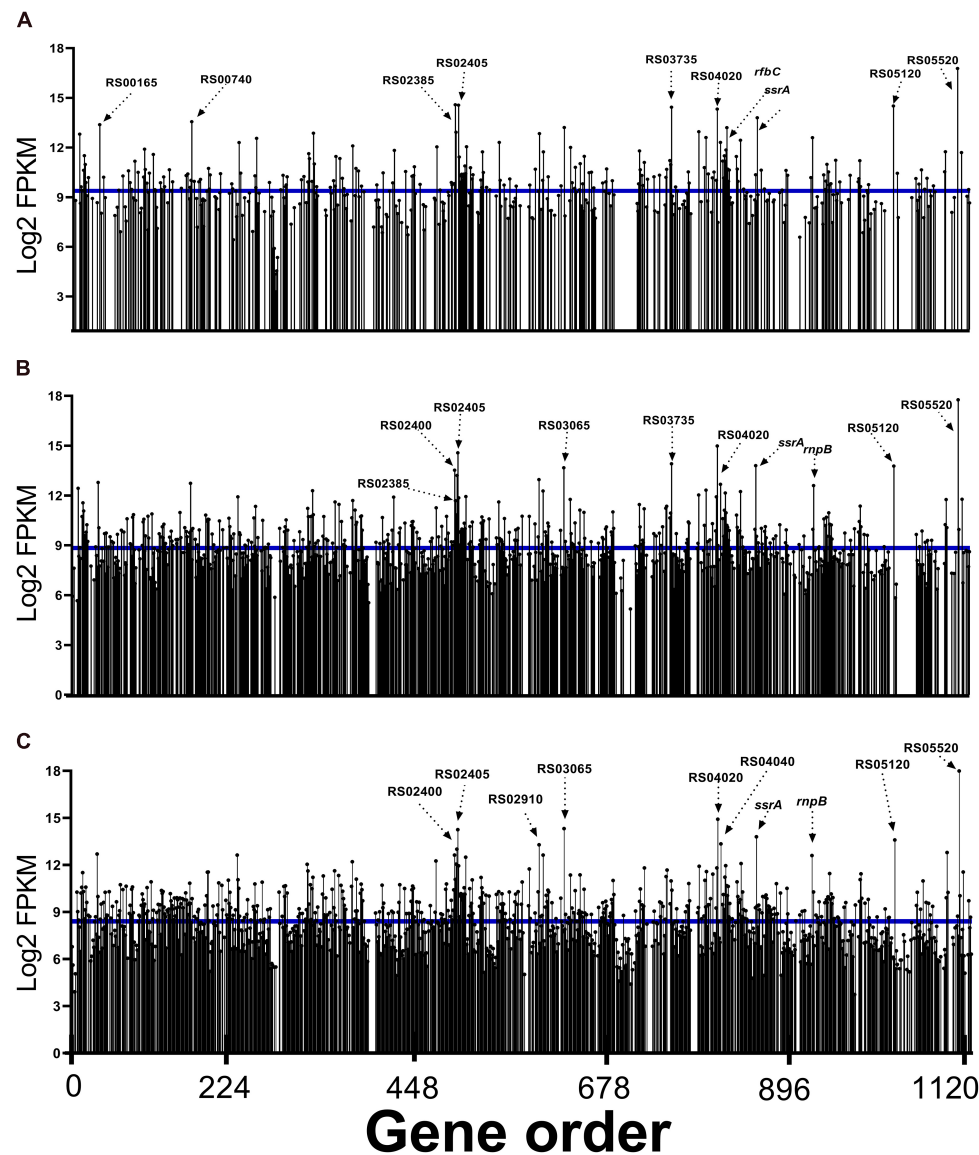 A
18
15
12
9
6
3
Log2 FPKM
RS00165
RS00740
RS02385
RS02405
RS03735
RS04020
rfbC
ssrA
RS05120
RS05520
B
18
15
12
9
6
3
0
Log2 FPKM
RS02400
RS02405
RS02385
RS03065
RS03735
RS04020
ssrA
rnpB
RS05120
RS05520
C
18
15
12
9
6
3
0
Log2 FPKM
RS02400
RS02405
RS02910
RS03065
RS04020
RS04040
ssrA
rnpB
RS05120
RS05520
0 224 448 678 896 1120
Gene order